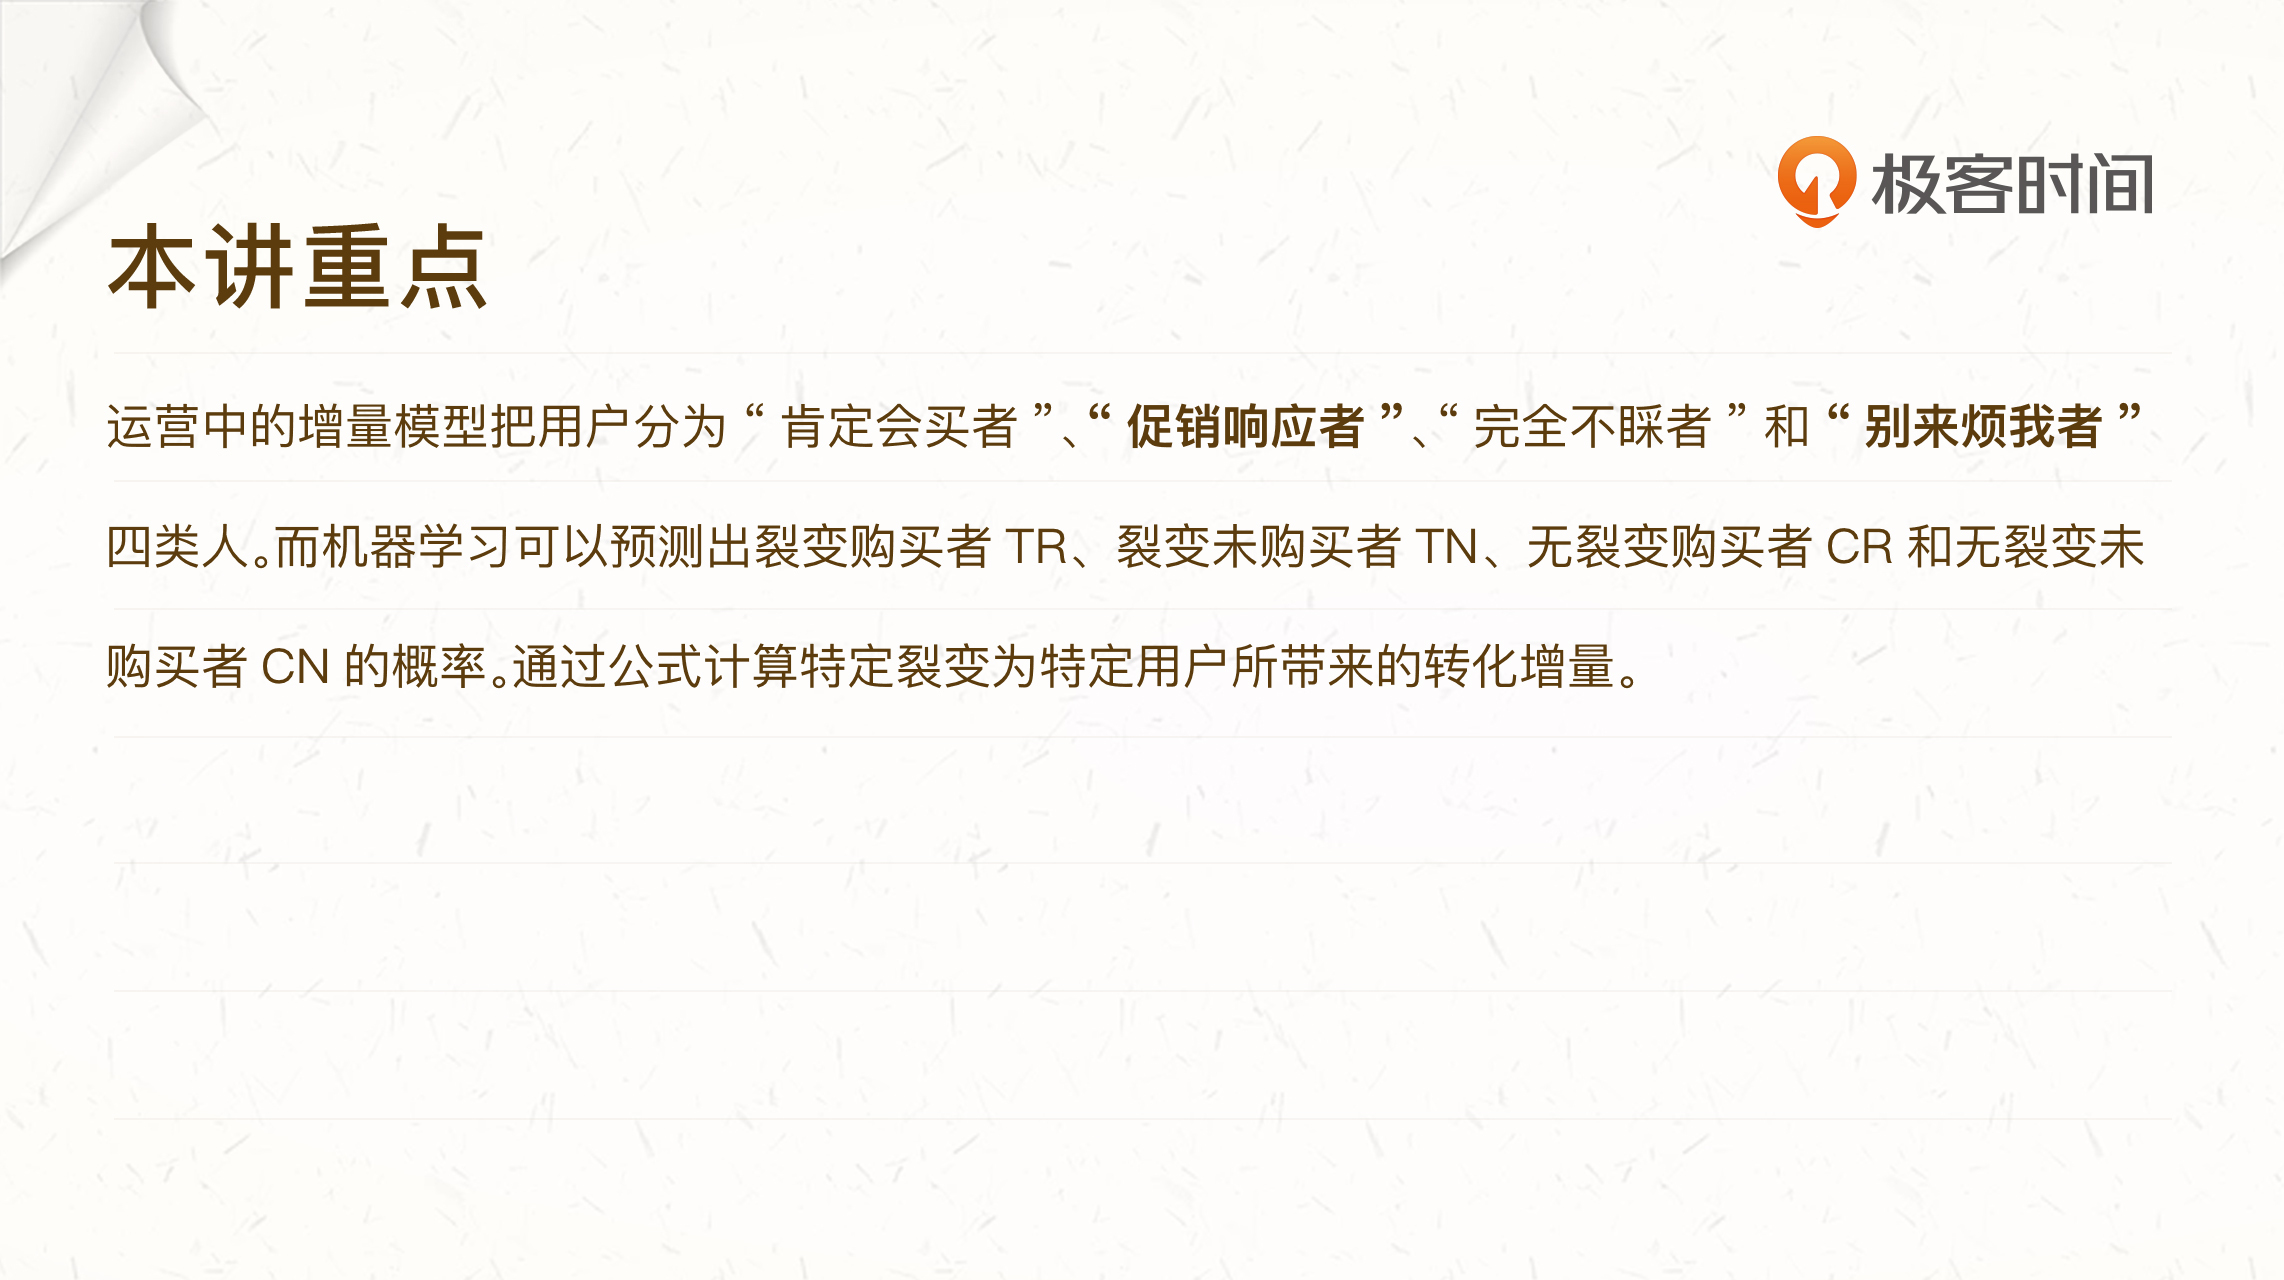 极客时间
本讲重点
运营中的增量模型把用户分为“肯定会买者”、“促销响应者”、“完全不睬者”和“别来烦我者”
四类人。而机器学习可以预测出裂变购买者 TR、裂变未购买者 TN、无裂变购买者 CR 和无裂变未
购买者 CN 的概率。通过公式计算特定裂变为特定用户所带来的转化增量。